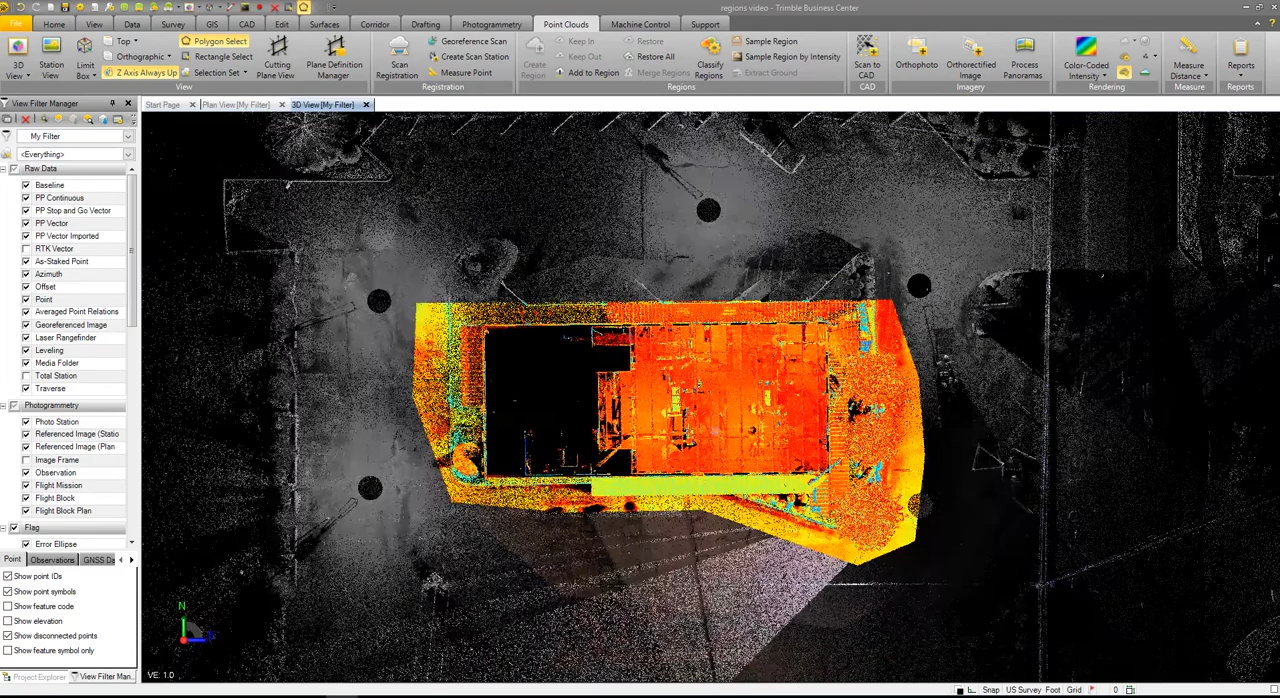 regions video - Trimble Business Center
File Home View Data Survey GIS CAD Edit Surfaces Corridor Drafting Photogrammetry Point Clouds Machine Control Support
3D View
Station View
Limit Box
Top
Orthographic
Z Axis Always Up
Polygon Select
Rectangle Select
Selection Set
Cutting Plane View
Plane Definition Manager
View
Scan Registration
Georeference Scan
Create Scan Station
Measure Point
Registration
Create Region
Keep In
Keep Out
Add to Region
Restore
Restore All
Merge Regions
Classify Regions
Sample Region
Sample Region by Intensity
Extract Ground
Regions
Scan to CAD
CAD
Orthophoto
Orthorectified Image
Process Panoramas
Imagery
Color-Coded Intensity
Rendering
Measure Distance
Measure
Reports
Reports
View Filter Manager
Start Page
Plan View [My Filter]
3D View [My Filter]
My Filter
<Everything>
Raw Data
Baseline
PP Continuous
PP Stop and Go Vector
PP Vector
PP Vector Imported
RTK Vector
As-Staked Point
Azimuth
Offset
Point
Averaged Point Relations
Georeferenced Image
Laser Rangefinder
Leveling
Media Folder
Total Station
Traverse
Photogrammetry
Photo Station
Referenced Image (Statio
Referenced Image (Plan
Image Frame
Observation
Flight Mission
Flight Block
Flight Block Plan
Flag
Error Ellipse
Point Observations GNSS Da
Show point IDs
Show point symbols
Show feature code
Show elevation
Show disconnected points
Show feature symbol only
Project Explorer View Filter Man...
N
VE: 1.0
Snap US Survey Foot Grid 0